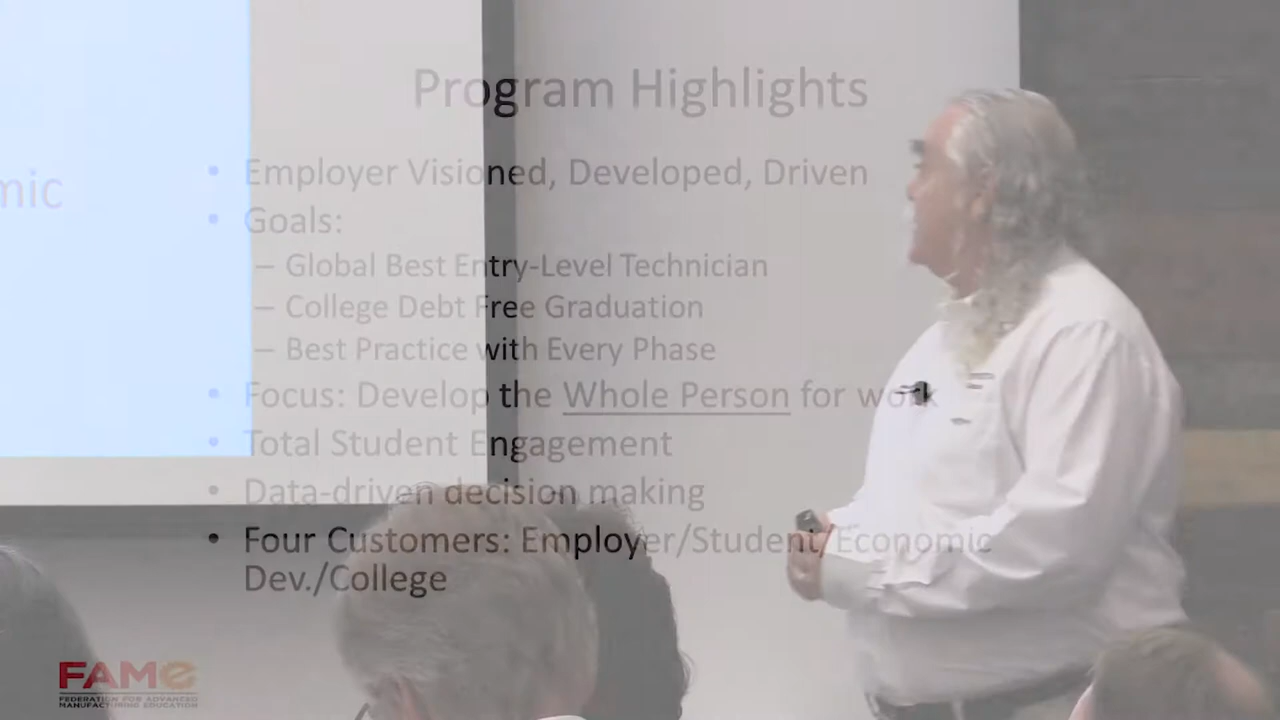 Program Highlights
mic
• Employer Visioned, Developed, Driven
• Goals:
– Global Best Entry-Level Technician
– College Debt Free Graduation
– Best Practice with Every Phase
• Focus: Develop the Whole Person for work
• Total Student Engagement
• Data-driven decision making
• Four Customers: Employer/Student/Economic
Dev./College
FAMe
FEDERATION FOR ADVANCED
MANUFACTURING EDUCATION